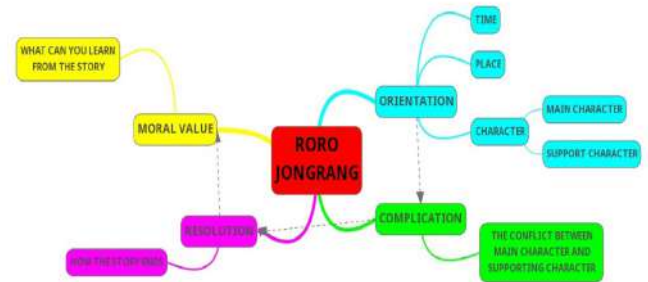 RORO
JONGRANG
ORIENTATION
TIME
PLACE
CHARACTER
MAIN CHARACTER
SUPPORT CHARACTER
COMPLICATION
THE CONFLICT BETWEEN
MAIN CHARACTER AND
SUPPORTING CHARACTER
RESOLUTION
HOW THE STORY ENDS
MORAL VALUE
WHAT CAN YOU LEARN
FROM THE STORY